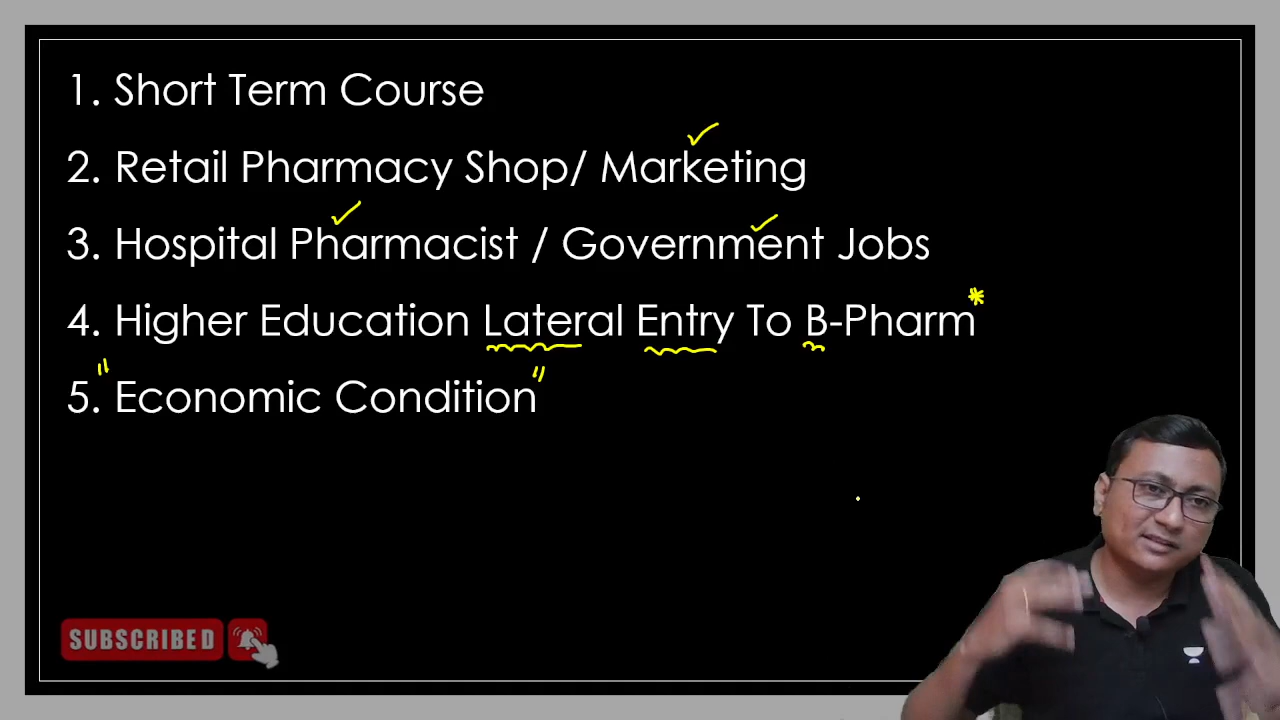 1. Short Term Course
2. Retail Pharmacy Shop/ Marketing
3. Hospital Pharmacist / Government Jobs
4. Higher Education Lateral Entry To B-Pharm*
5. "Economic Condition"
SUBSCRIBED